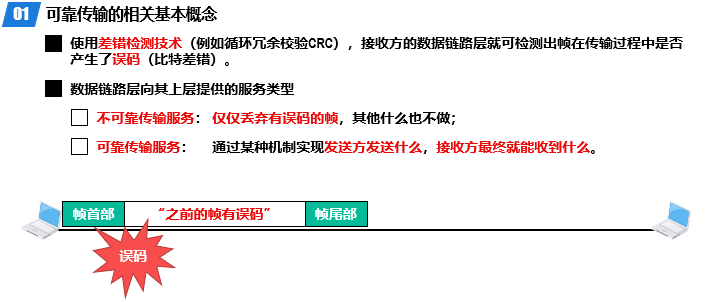 01 可靠传输的相关基本概念
使用差错检测技术（例如循环冗余校验CRC），接收方的数据链路层就可检测出帧在传输过程中是否
产生了误码（比特差错）。
数据链路层向其上层提供的服务类型
不可靠传输服务： 仅仅丢弃有误码的帧，其他什么也不做；
可靠传输服务： 通过某种机制实现发送方发送什么，接收方最终就能收到什么。
帧首部 “之前的帧有误码” 帧尾部
误码